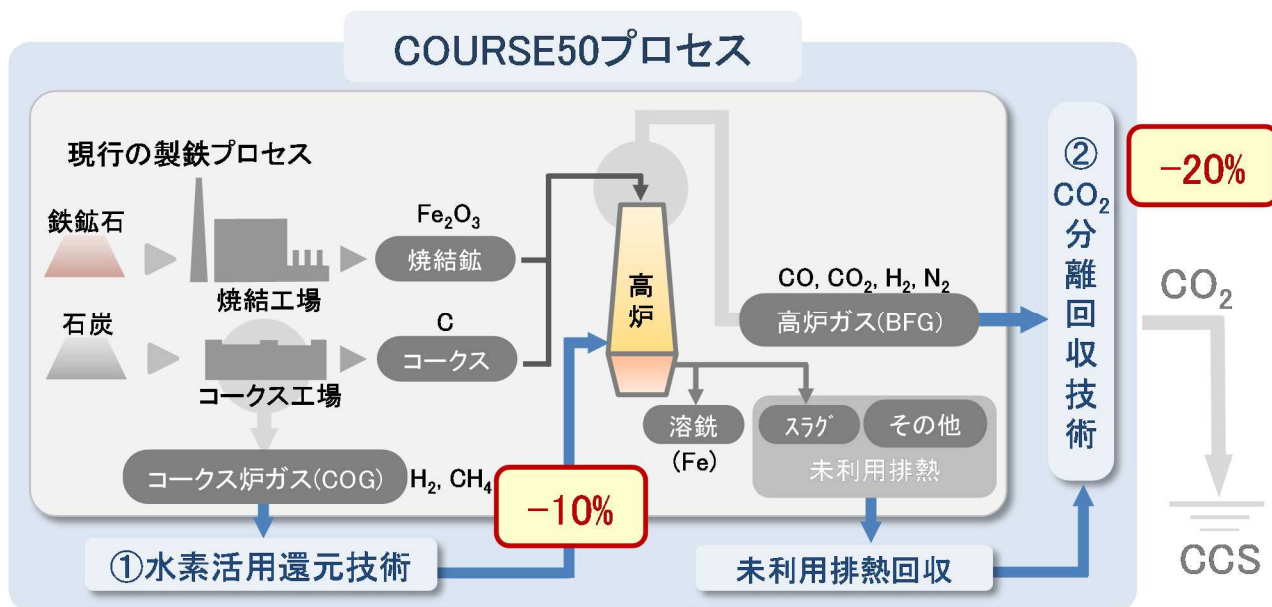 COURSE50プロセス
現行の製鉄プロセス
鉄鉱石
焼結工場
Fe₂O₃
焼結鉱
石炭
コークス工場
C
コークス
高炉
CO, CO₂, H₂, N₂
高炉ガス(BFG)
溶銑
(Fe)
スラグ
その他
未利用排熱
コークス炉ガス(COG)
H₂, CH₄
−10%
①水素活用還元技術
未利用排熱回収
②
CO₂
分離回収技術
−20%
CO₂
CCS